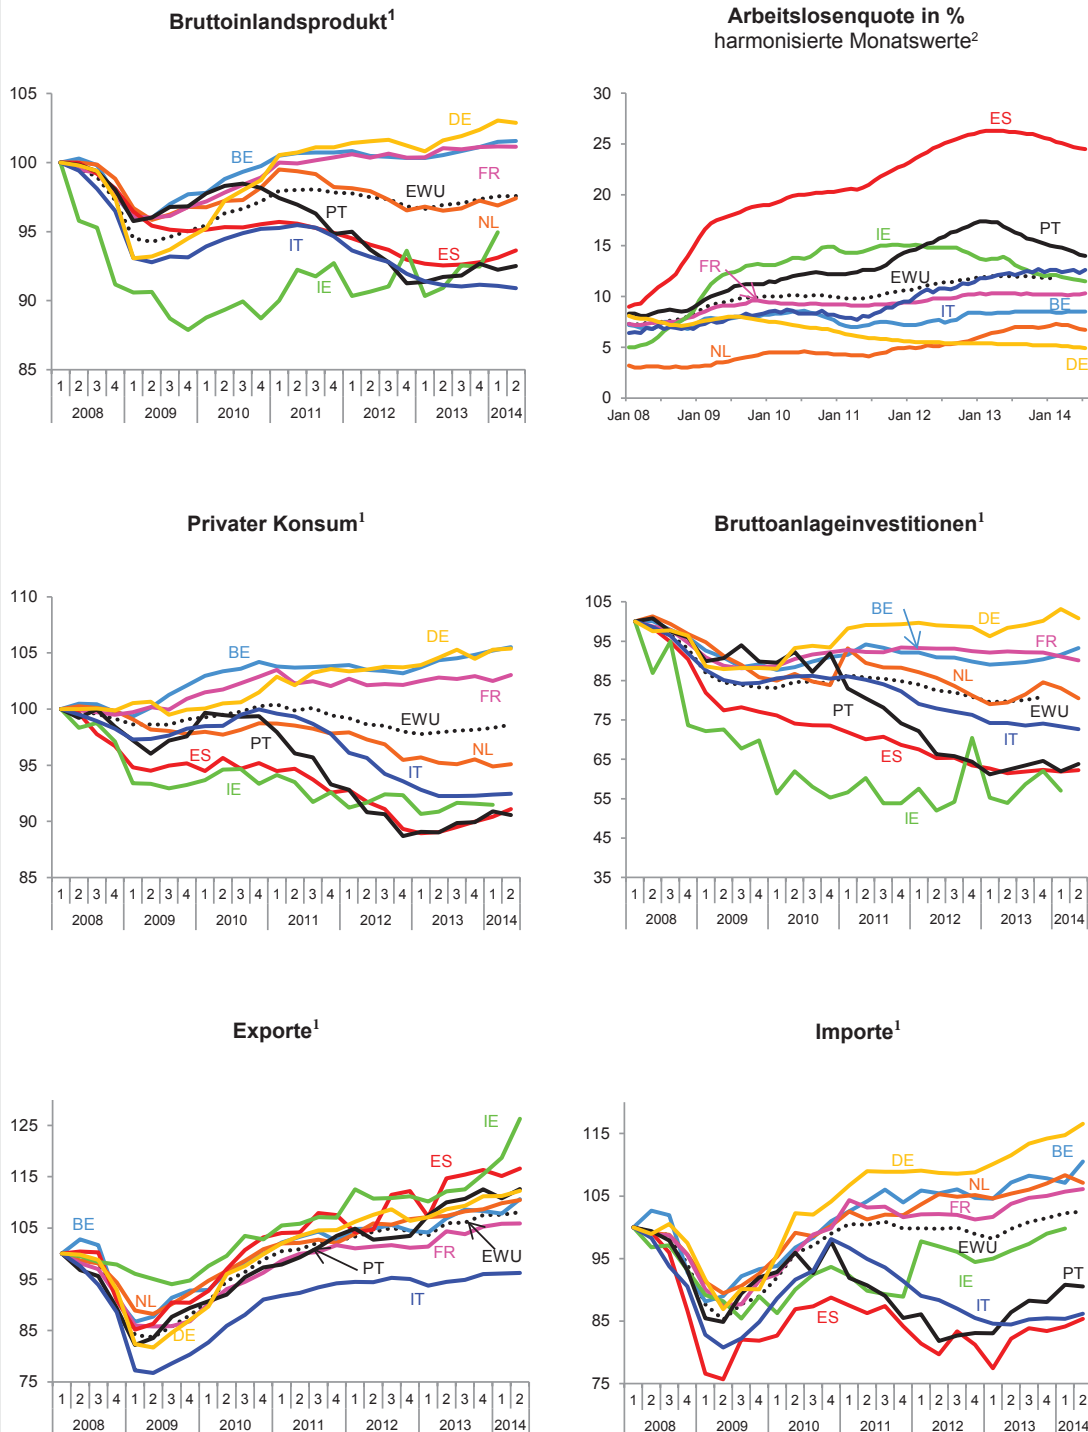 Bruttoinlandsprodukt¹
105
100
95
90
85
DE
BE
FR
EWU
PT
NL
ES
IT
IE
1 2 3 4 1 2 3 4 1 2 3 4 1 2 3 4 1 2 3 4 1 2 3 4 1 2
2008 2009 2010 2011 2012 2013 2014
Arbeitslosenquote in %
harmonisierte Monatswerte²
30
25
20
15
10
5
0
ES
PT
IE
EWU
FR
IT
BE
NL
DE
Jan 08 Jan 09 Jan 10 Jan 11 Jan 12 Jan 13 Jan 14
Privater Konsum¹
110
105
100
95
90
85
BE
DE
FR
EWU
PT
ES
NL
IT
IE
1 2 3 4 1 2 3 4 1 2 3 4 1 2 3 4 1 2 3 4 1 2 3 4 1 2
2008 2009 2010 2011 2012 2013 2014
Bruttoanlageinvestitionen¹
105
95
85
75
65
55
45
35
BE
DE
FR
NL
EWU
PT
IT
ES
IE
1 2 3 4 1 2 3 4 1 2 3 4 1 2 3 4 1 2 3 4 1 2 3 4 1 2
2008 2009 2010 2011 2012 2013 2014
Exporte¹
125
115
105
95
85
75
IE
ES
BE
EWU
FR
PT
NL
IT
DE
1 2 3 4 1 2 3 4 1 2 3 4 1 2 3 4 1 2 3 4 1 2 3 4 1 2
2008 2009 2010 2011 2012 2013 2014
Importe¹
115
105
95
85
75
DE
BE
NL
FR
EWU
PT
IE
IT
ES
1 2 3 4 1 2 3 4 1 2 3 4 1 2 3 4 1 2 3 4 1 2 3 4 1 2
2008 2009 2010 2011 2012 2013 2014